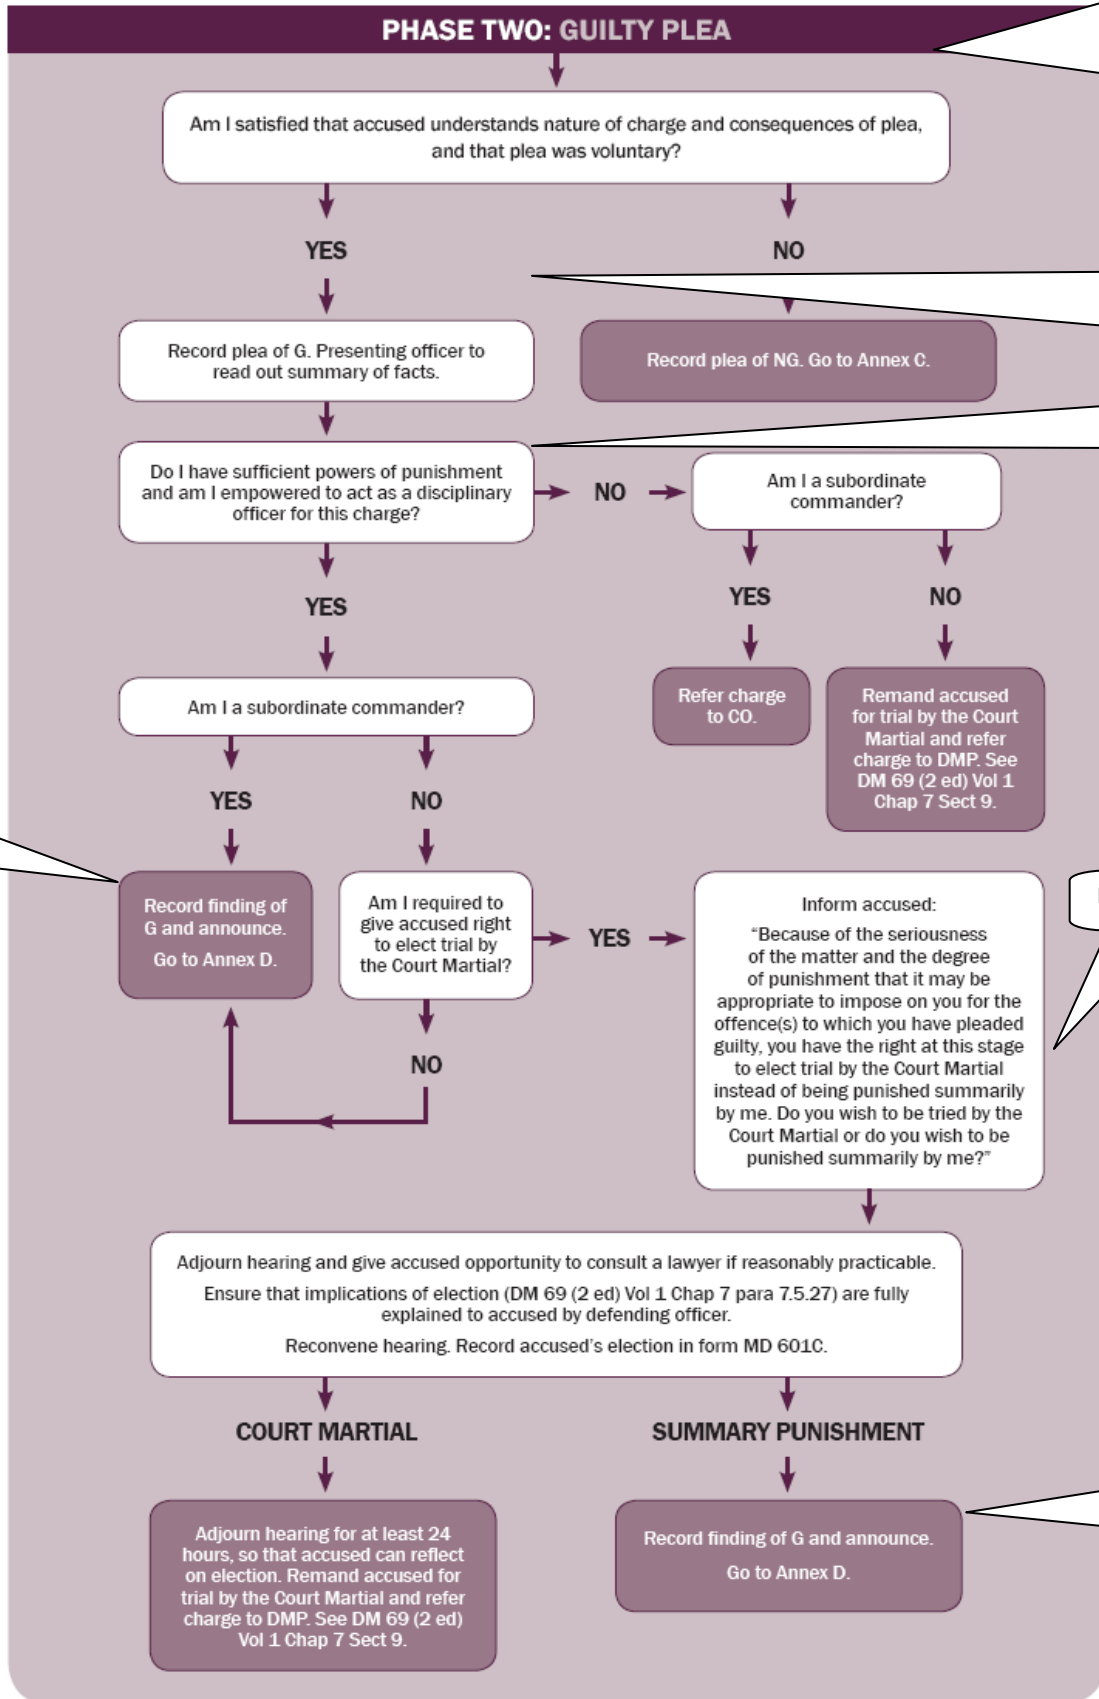 PHASE TWO: GUILTY PLEA
Am I satisfied that accused understands nature of charge and consequences of plea,
and that plea was voluntary?
YES
NO
Record plea of G. Presenting officer to
read out summary of facts.
Record plea of NG. Go to Annex C.
Do I have sufficient powers of punishment
and am I empowered to act as a disciplinary
officer for this charge?
NO
Am I a subordinate
commander?
YES
YES
NO
Am I a subordinate commander?
Refer charge
to CO.
Remand accused
for trial by the Court
Martial and refer
charge to DMP. See
DM 69 (2 ed) Vol 1
Chap 7 Sect 9.
YES
NO
Record finding of
G and announce.
Go to Annex D.
Am I required to
give accused right
to elect trial by
the Court Martial?
YES
NO
Inform accused:
“Because of the seriousness
of the matter and the degree
of punishment that it may be
appropriate to impose on you for the
offence(s) to which you have pleaded
guilty, you have the right at this stage
to elect trial by the Court Martial
instead of being punished summarily
by me. Do you wish to be tried by the
Court Martial or do you wish to be
punished summarily by me?”
Adjourn hearing and give accused opportunity to consult a lawyer if reasonably practicable.
Ensure that implications of election (DM 69 (2 ed) Vol 1 Chap 7 para 7.5.27) are fully
explained to accused by defending officer.
Reconvene hearing. Record accused’s election in form MD 601C.
COURT MARTIAL
SUMMARY PUNISHMENT
Adjourn hearing for at least 24
hours, so that accused can reflect
on election. Remand accused for
trial by the Court Martial and refer
charge to DMP. See DM 69 (2 ed)
Vol 1 Chap 7 Sect 9.
Record finding of G and announce.
Go to Annex D.